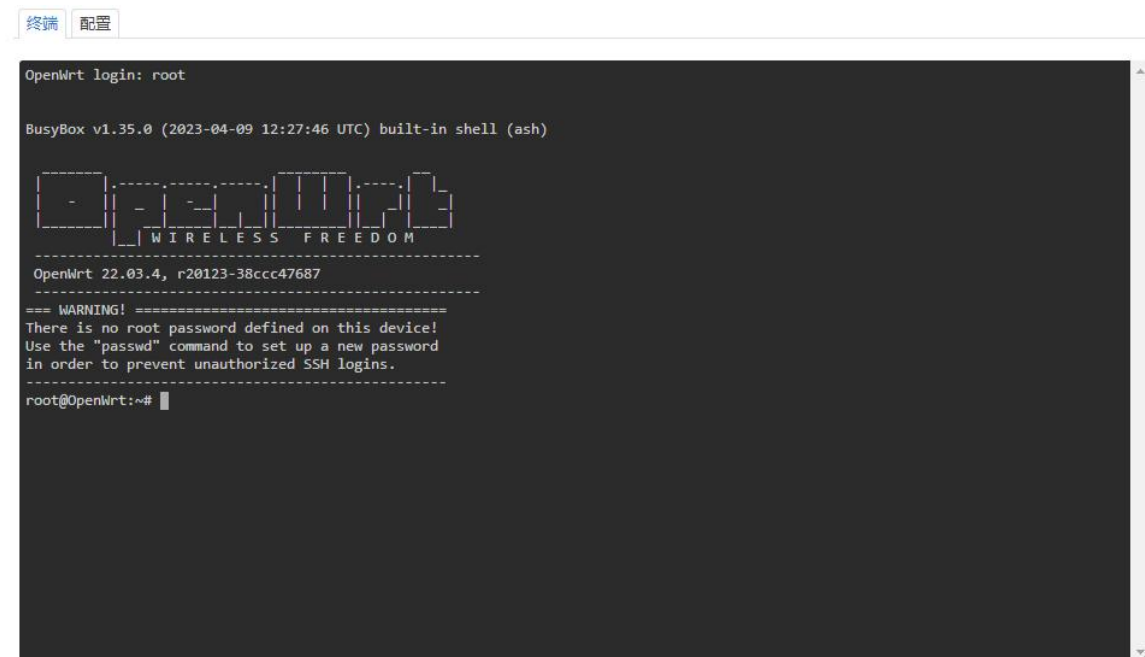 终端 配置
OpenWrt login: root
BusyBox v1.35.0 (2023-04-09 12:27:46 UTC) built-in shell (ash)
OpenWrt
W I R E L E S S   F R E E D O M
-----------------------------------------------------
OpenWrt 22.03.4, r20123-38ccc47687
-----------------------------------------------------
=== WARNING! =====================================
There is no root password defined on this device!
Use the "passwd" command to set up a new password
in order to prevent unauthorized SSH logins.
--------------------------------------------------
root@OpenWrt:~#